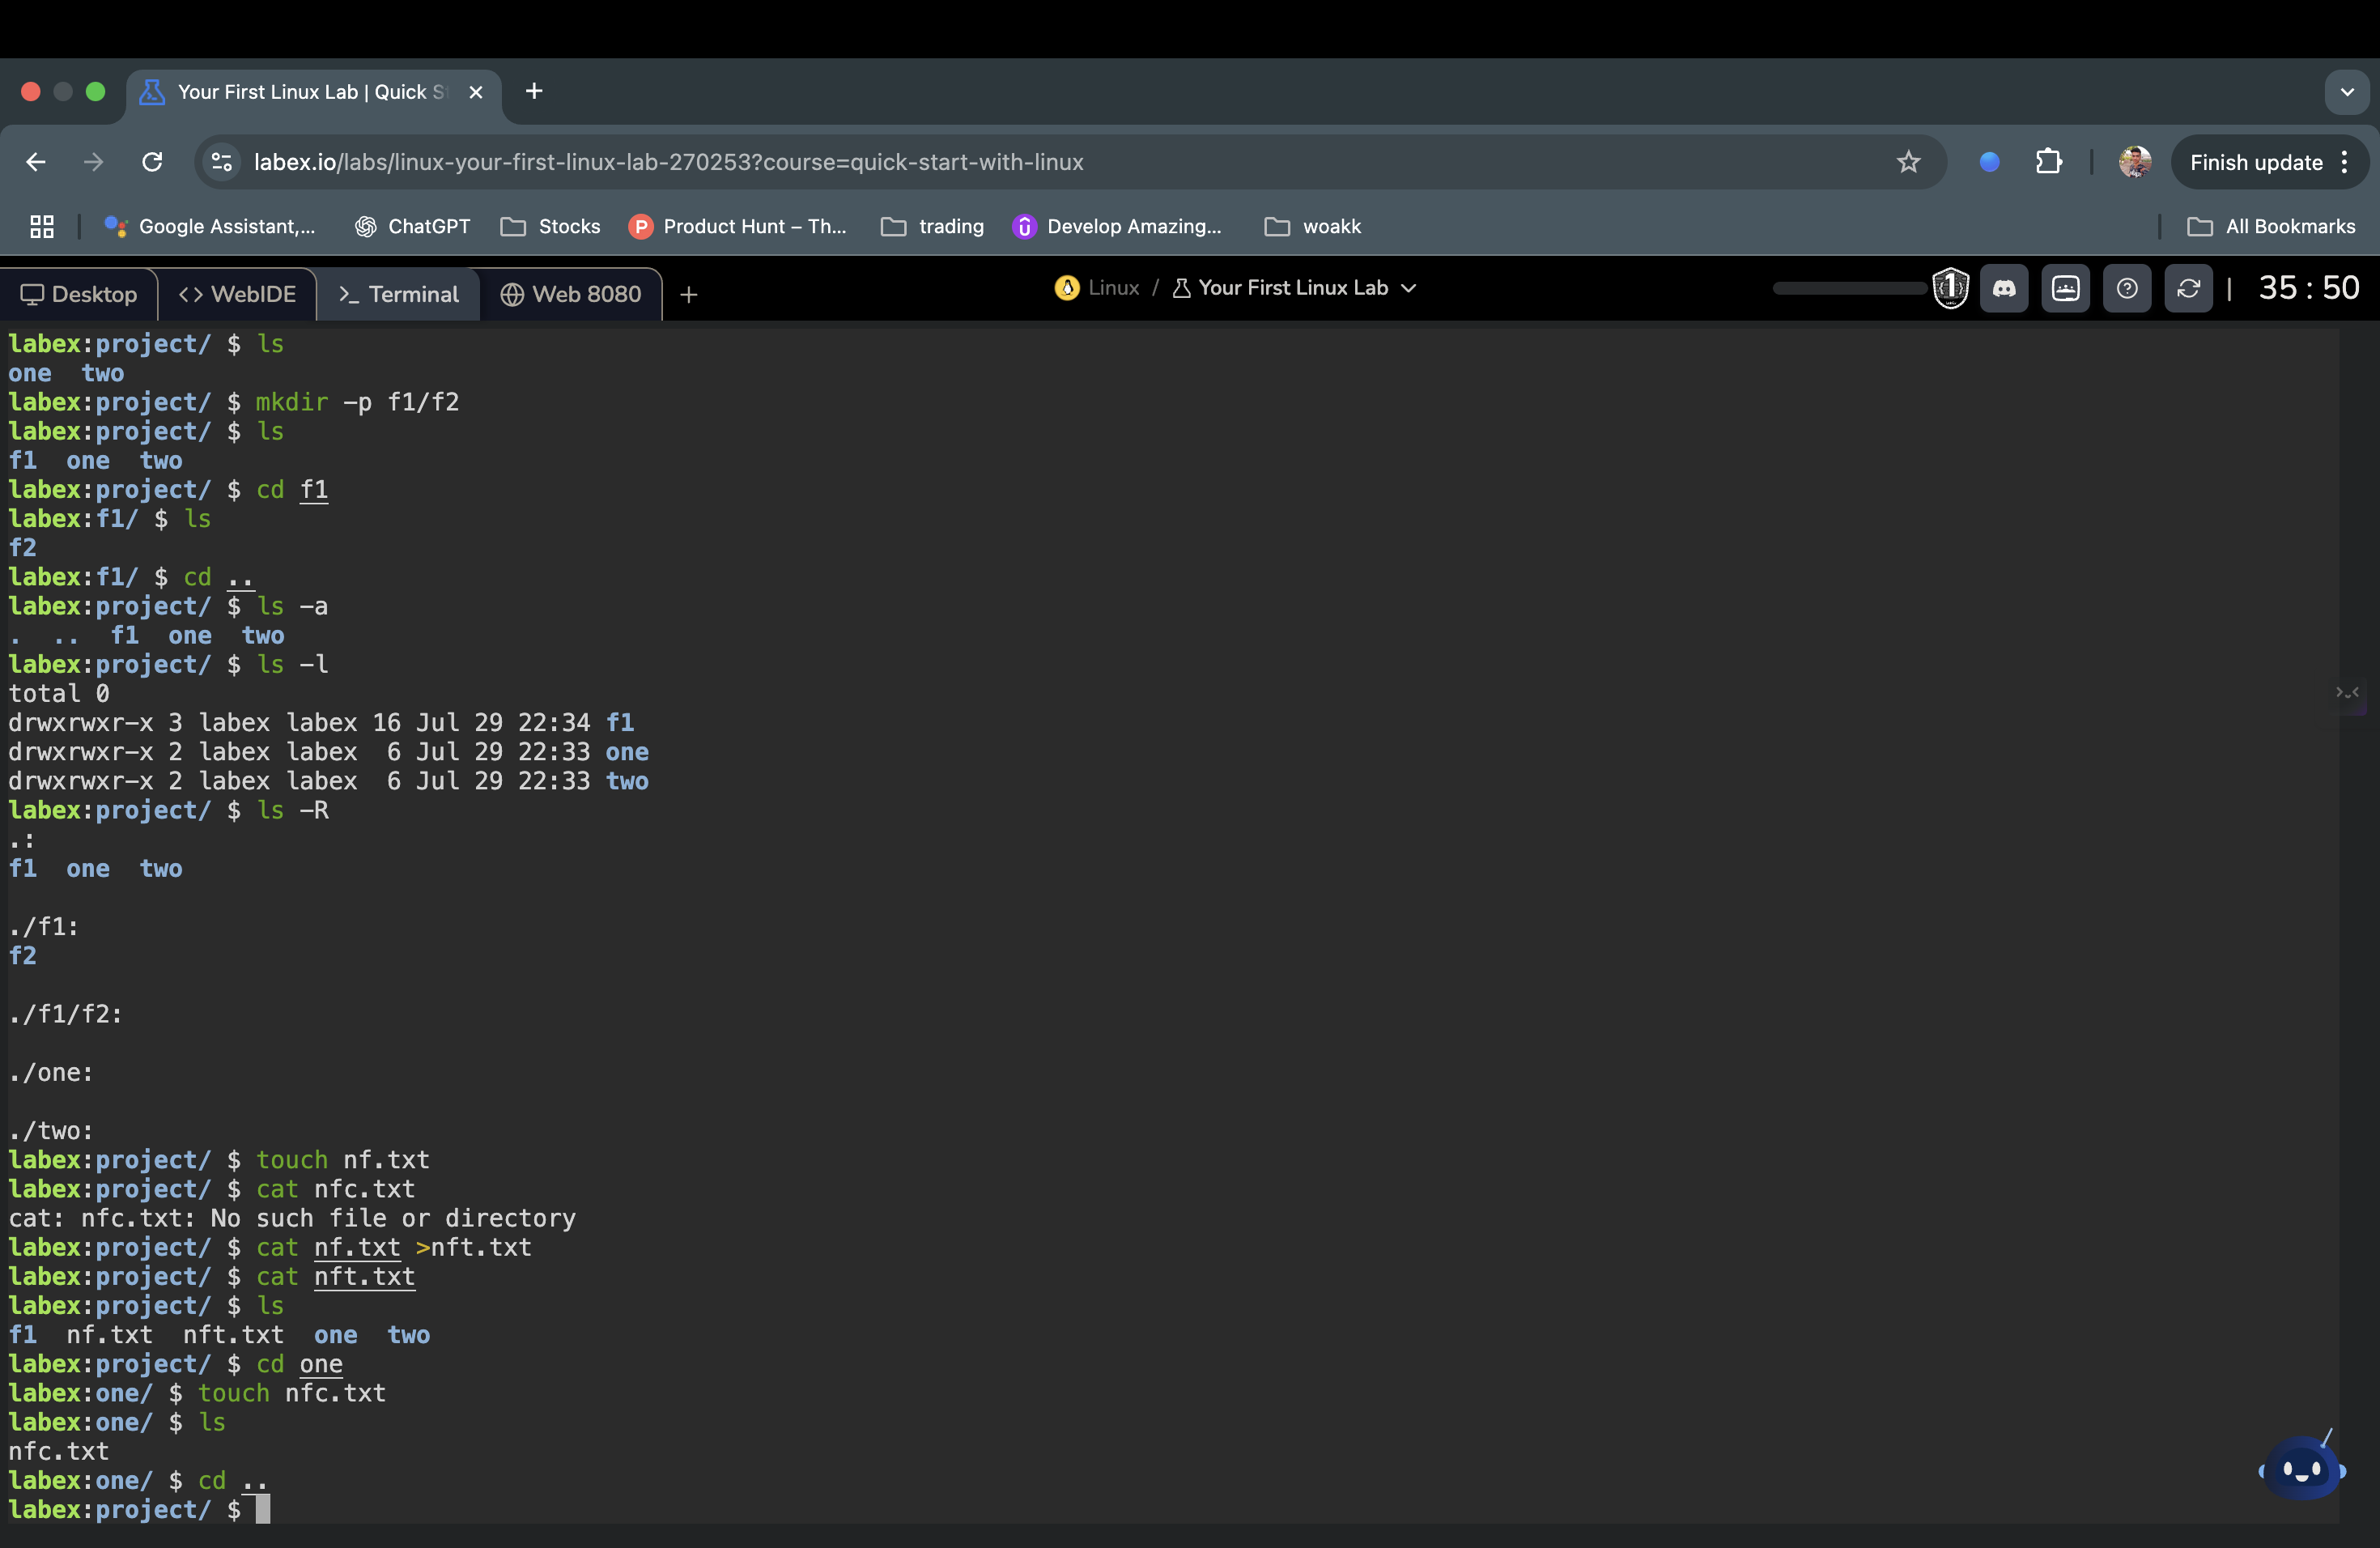 Your First Linux Lab | Quick S
labex.io/labs/linux-your-first-linux-lab-270253?course=quick-start-with-linux
Finish update
Google Assistant,... ChatGPT Stocks Product Hunt – Th... trading Develop Amazing... woakk All Bookmarks
Desktop WebIDE Terminal Web 8080 Linux / Your First Linux Lab 35 : 50
labex:project/ $ ls
one  two
labex:project/ $ mkdir -p f1/f2
labex:project/ $ ls
f1  one  two
labex:project/ $ cd f1
labex:f1/ $ ls
f2
labex:f1/ $ cd ..
labex:project/ $ ls -a
.  ..  f1  one  two
labex:project/ $ ls -l
total 0
drwxrwxr-x 3 labex labex 16 Jul 29 22:34 f1
drwxrwxr-x 2 labex labex  6 Jul 29 22:33 one
drwxrwxr-x 2 labex labex  6 Jul 29 22:33 two
labex:project/ $ ls -R
.:
f1  one  two
./f1:
f2
./f1/f2:
./one:
./two:
labex:project/ $ touch nf.txt
labex:project/ $ cat nfc.txt
cat: nfc.txt: No such file or directory
labex:project/ $ cat nf.txt >nft.txt
labex:project/ $ cat nft.txt
labex:project/ $ ls
f1  nf.txt  nft.txt  one  two
labex:project/ $ cd one
labex:one/ $ touch nfc.txt
labex:one/ $ ls
nfc.txt
labex:one/ $ cd ..
labex:project/ $